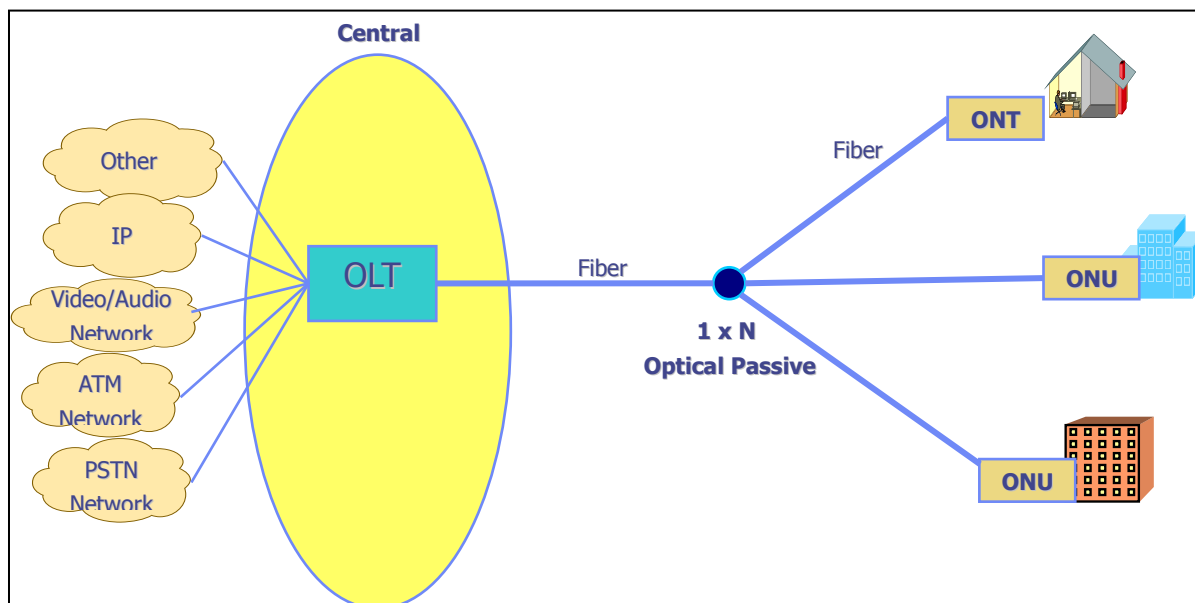 Central
Other
IP
Video/Audio
Network
ATM
Network
PSTN
Network
OLT
Fiber
1 x N
Optical Passive
Fiber
ONT
ONU
ONU